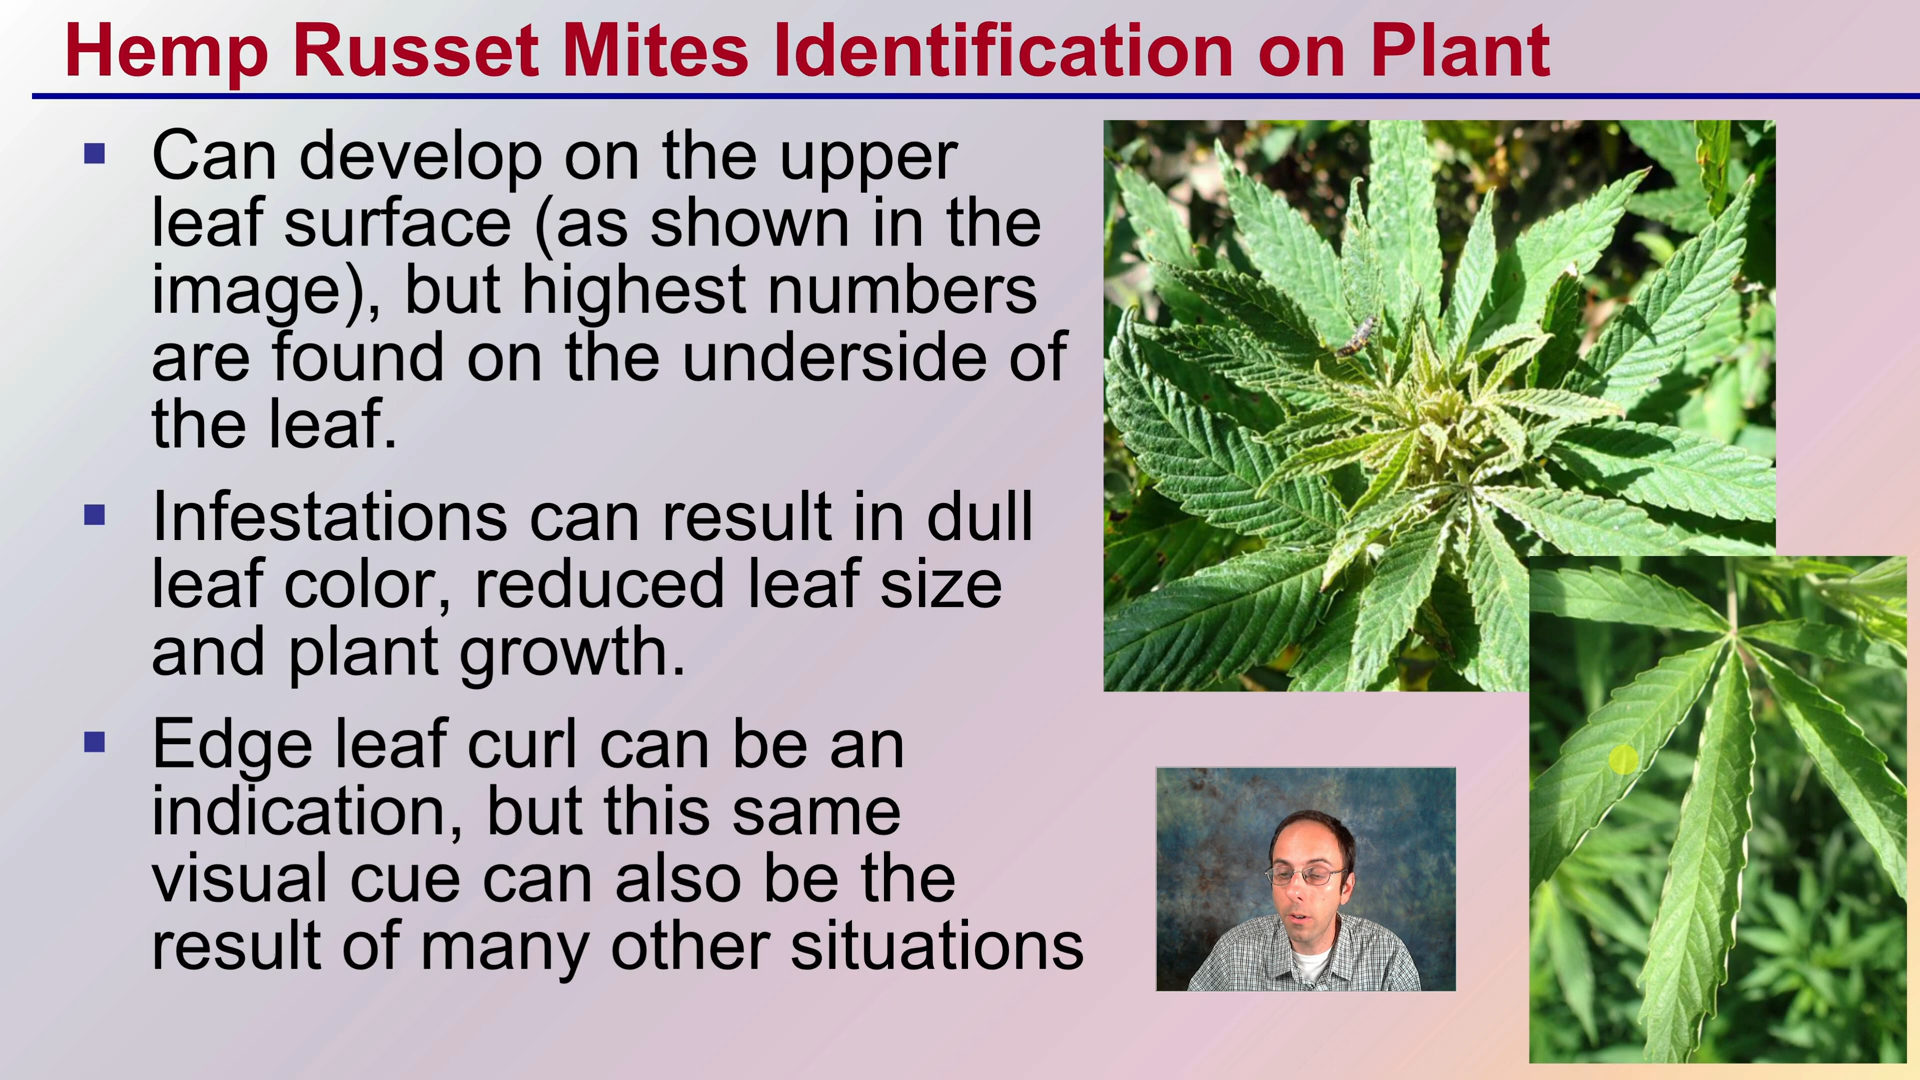 Hemp Russet Mites Identification on Plant
Can develop on the upper
leaf surface (as shown in the
image), but highest numbers
are found on the underside of
the leaf.
Infestations can result in dull
leaf color, reduced leaf size
and plant growth.
Edge leaf curl can be an
indication, but this same
visual cue can also be the
result of many other situations